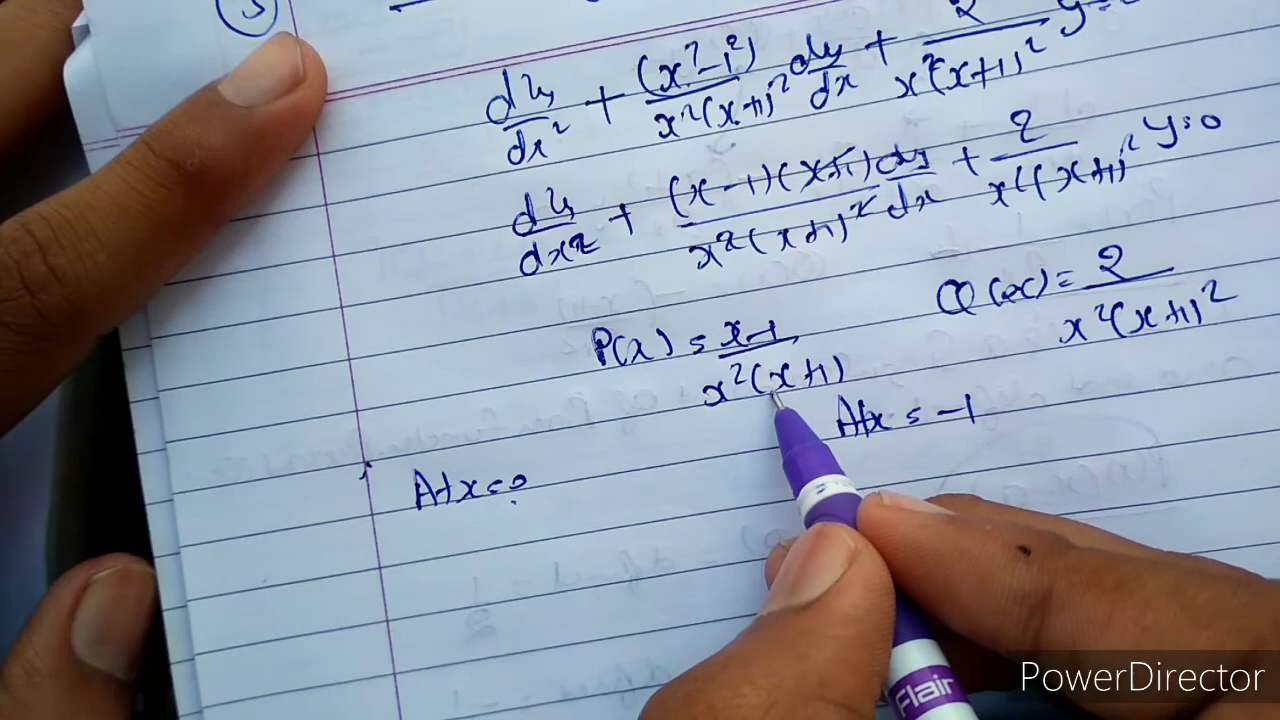 3
d²y/dx² + (x²-1²)/x²(x+1)² dy/dx + 2/x²(x+1)² y=
d²y/dx² + (x-1)(x+1)/x²(x+1)² dy/dx + 2/x²(x+1)² y=0
P(x) = x-1/x²(x+1) Q(x) = 2/x²(x+1)²
At x=0 At x = -1
Flair
PowerDirector